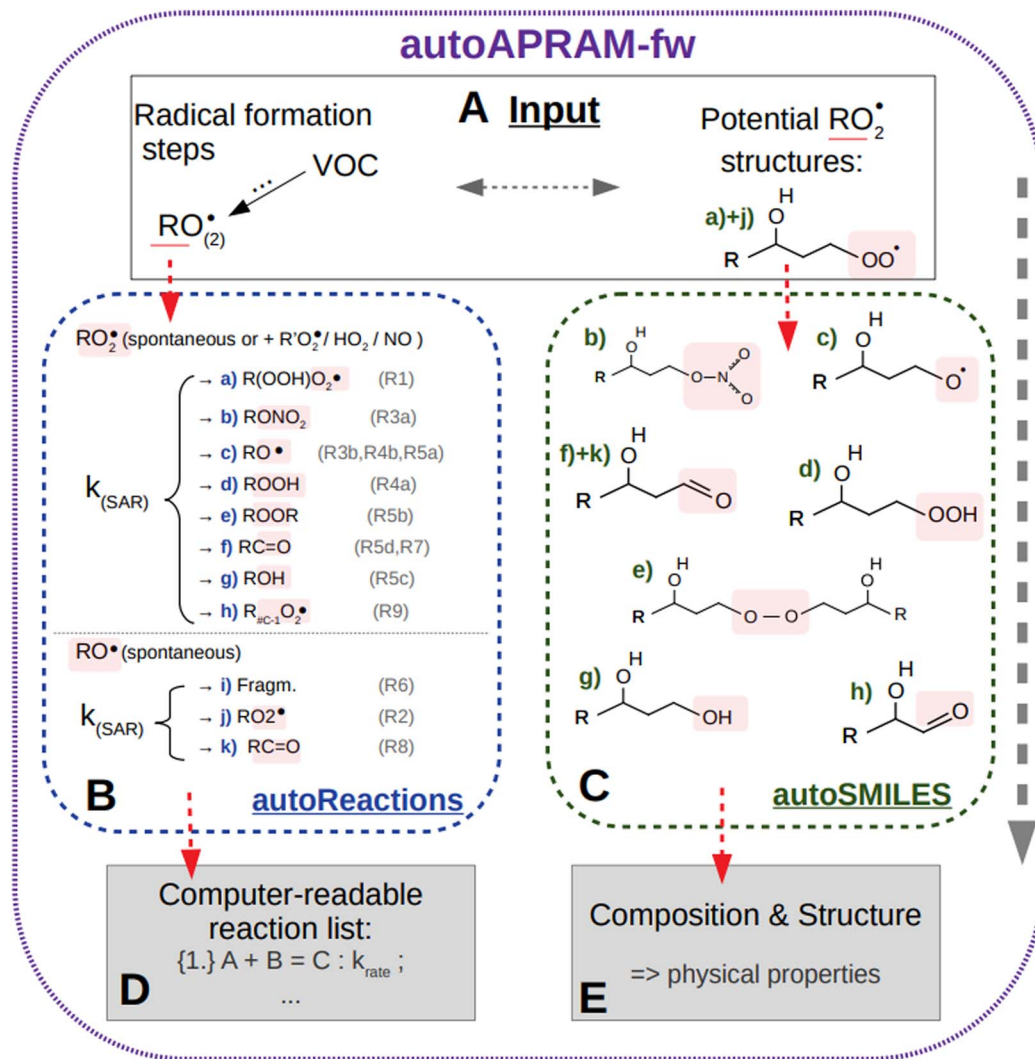 autoAPRAM-fw
A Input
Radical formation
steps
VOC
...
RO(2)•
Potential RO2•
structures:
a)+j)
H
O
R
OO•
RO2• (spontaneous or + R'O2•/ HO2 / NO )
k(SAR)
→ a) R(OOH)O2• (R1)
→ b) RONO2 (R3a)
→ c) RO• (R3b,R4b,R5a)
→ d) ROOH (R4a)
→ e) ROOR (R5b)
→ f) RC=O (R5d,R7)
→ g) ROH (R5c)
→ h) R#C-1O2• (R9)
RO• (spontaneous)
k(SAR)
→ i) Fragm. (R6)
→ j) RO2• (R2)
→ k) RC=O (R8)
B autoReactions
b)
H
O
R
O–N
O
O
c)
H
O
R
O•
f)+k)
H
O
R
O
d)
H
O
R
OOH
e)
H
O
R
O – O
H
O
R
g)
H
O
R
OH
h)
H
O
R
O
C autoSMILES
Computer-readable
reaction list:
{1.} A + B = C : krate ;
...
D
Composition & Structure
=> physical properties
E